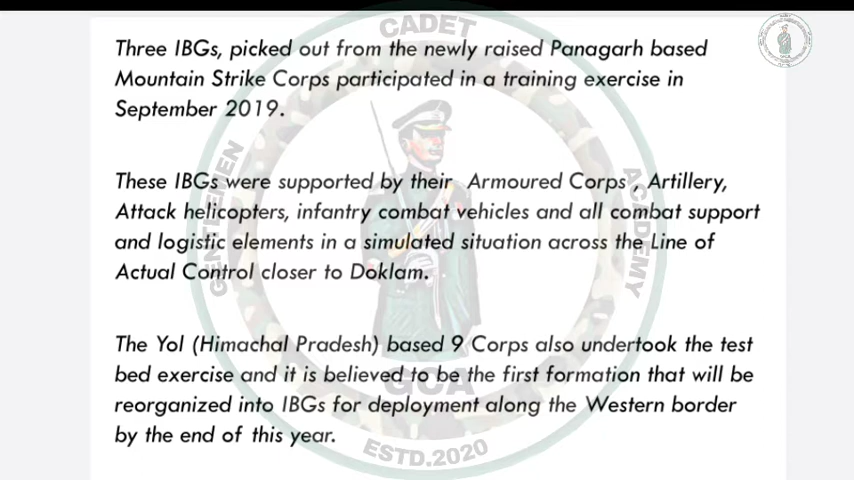 Three IBGs, picked out from the newly raised Panagarh based
Mountain Strike Corps participated in a training exercise in
September 2019.
These IBGs were supported by their Armoured Corps , Artillery,
Attack helicopters, infantry combat vehicles and all combat support
and logistic elements in a simulated situation across the Line of
Actual Control closer to Doklam.
The Yol (Himachal Pradesh) based 9 Corps also undertook the test
bed exercise and it is believed to be the first formation that will be
reorganized into IBGs for deployment along the Western border
by the end of this year.
GENTLEMEN
CADET
ACADEMY
GCA
ESTD.2020